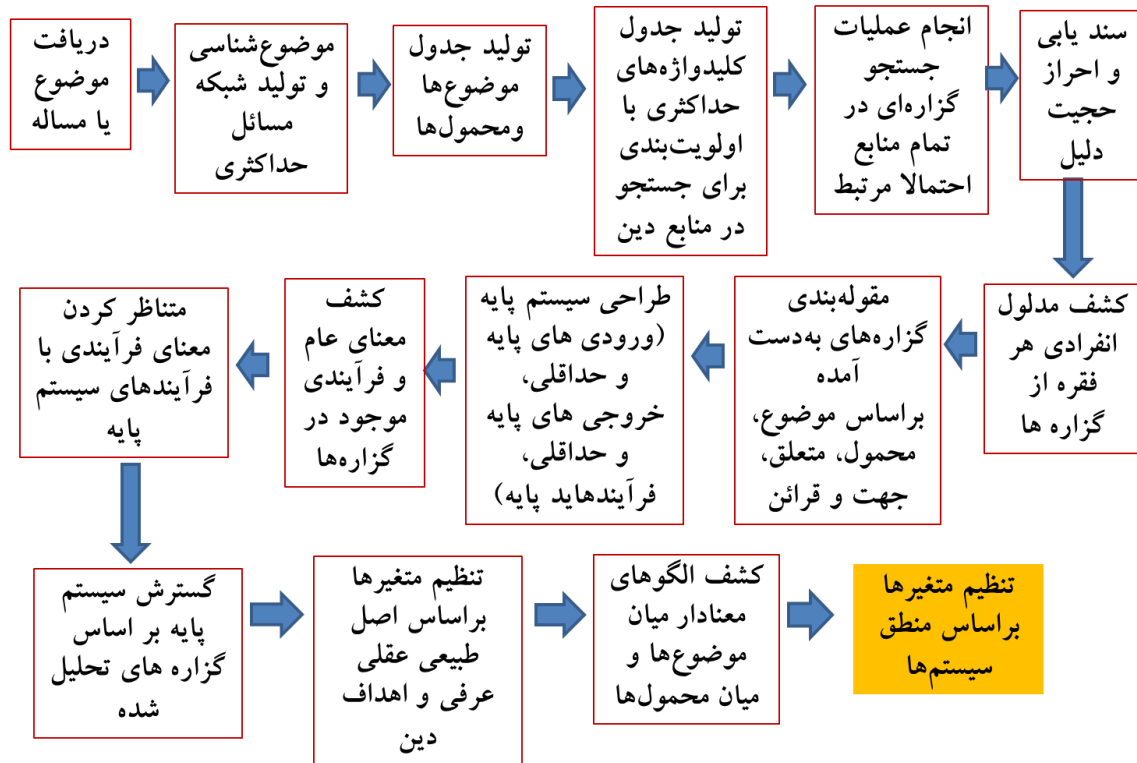 دریافت
موضوع
یا مساله
موضوع‌شناسی
و تولید شبکه
مسائل
حداکثری
تولید جدول
موضوع‌ها
ومحمول‌ها
تولید جدول
کلیدواژه‌های
حداکثری با
اولویت‌بندی
برای جستجو
در منابع دین
انجام عملیات
جستجو
گزاره‌ای در
تمام منابع
احتمالا مرتبط
سند یابی
و احراز
حجیت
دلیل
کشف مدلول
انفرادی هر
فقره از
گزاره ها
مقوله‌بندی
گزاره‌های به‌دست
آمده
براساس موضوع،
محمول، متعلق،
جهت و قرائن
طراحی سیستم پایه
(ورودی های پایه
و حداقلی،
خروجی های پایه
و حداقلی،
فرآیندهاید پایه)
کشف
معنای عام
و فرآیندی
موجود در
گزاره‌ها
متناظر کردن
معنای فرآیندی با
فرآیندهای سیستم
پایه
گسترش سیستم
پایه بر اساس
گزاره های تحلیل
شده
تنظیم متغیرها
براساس اصل
طبیعی عقلی
عرفی و اهداف
دین
کشف الگوهای
معنادار میان
موضوع‌ها و
میان محمول‌ها
تنظیم متغیرها
براساس منطق
سیستم‌ها